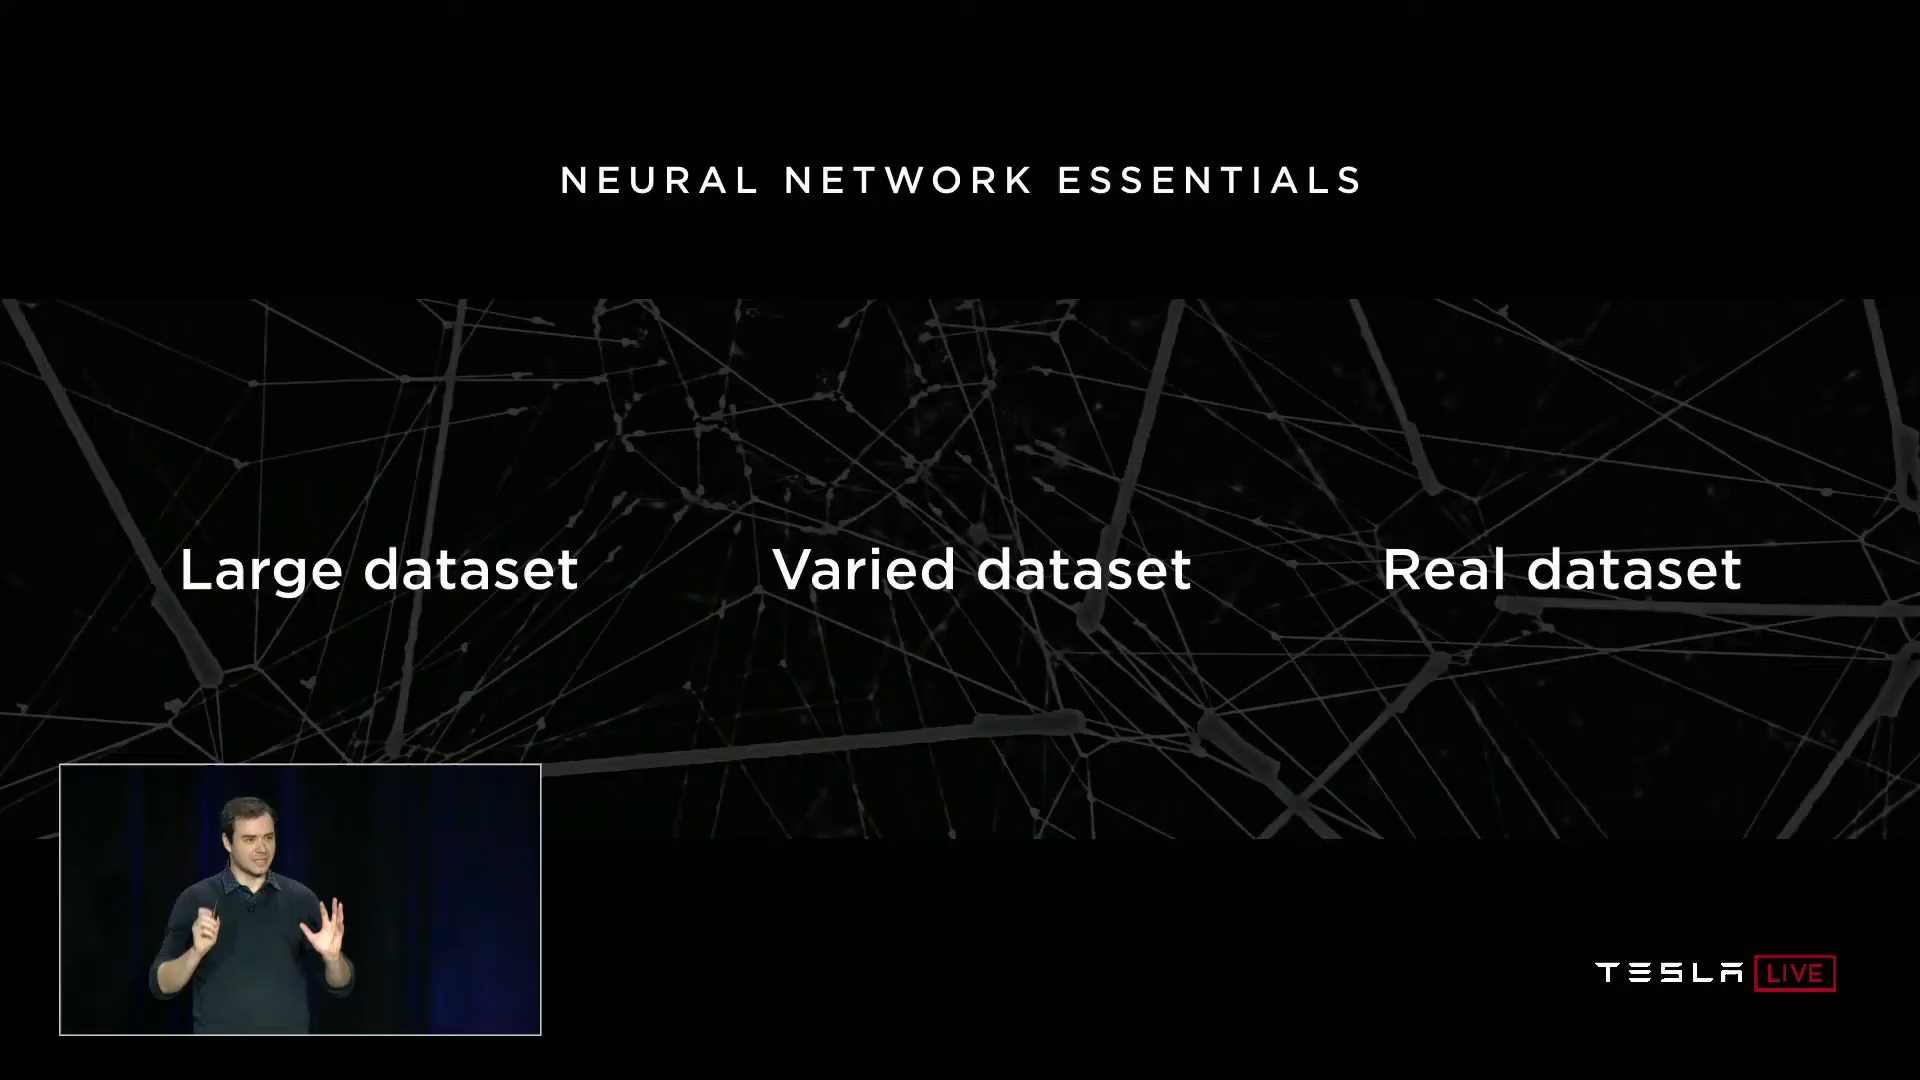 NEURAL NETWORK ESSENTIALS
Large dataset Varied dataset Real dataset
TESLA LIVE